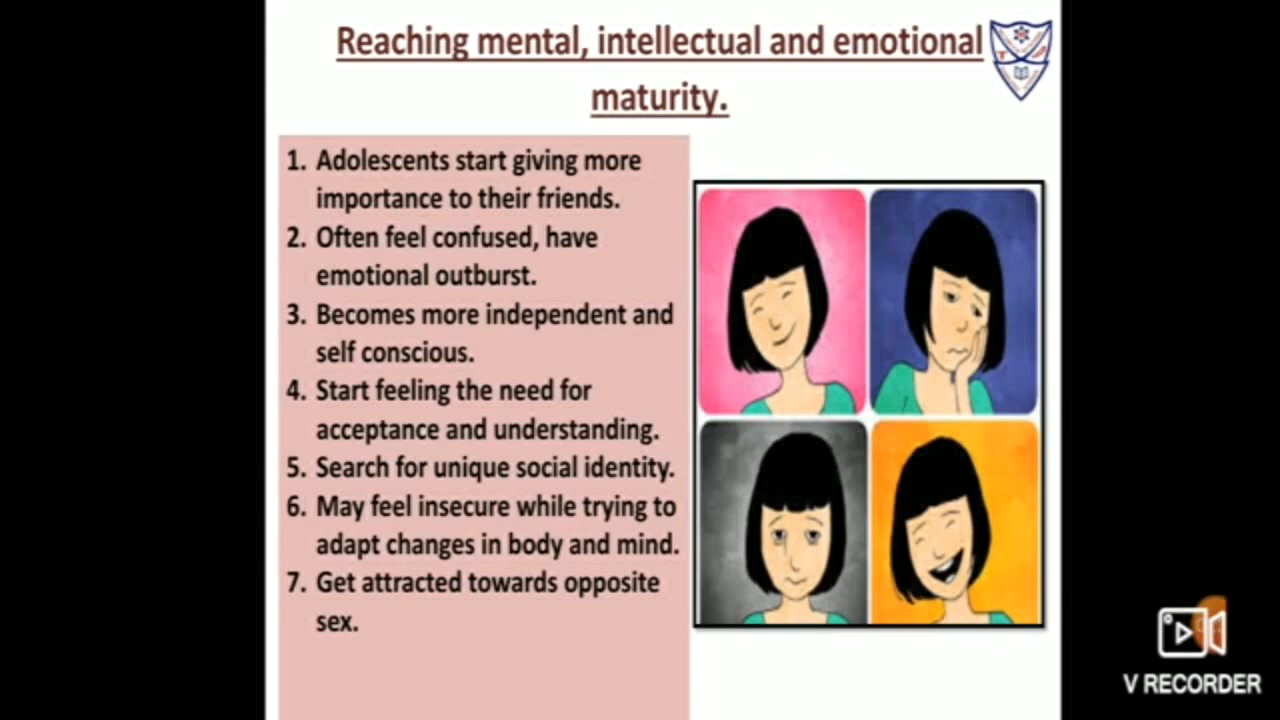 Reaching mental, intellectual and emotional
maturity.
1. Adolescents start giving more
importance to their friends.
2. Often feel confused, have
emotional outburst.
3. Becomes more independent and
self conscious.
4. Start feeling the need for
acceptance and understanding.
5. Search for unique social identity.
6. May feel insecure while trying to
adapt changes in body and mind.
7. Get attracted towards opposite
sex.
V RECORDER